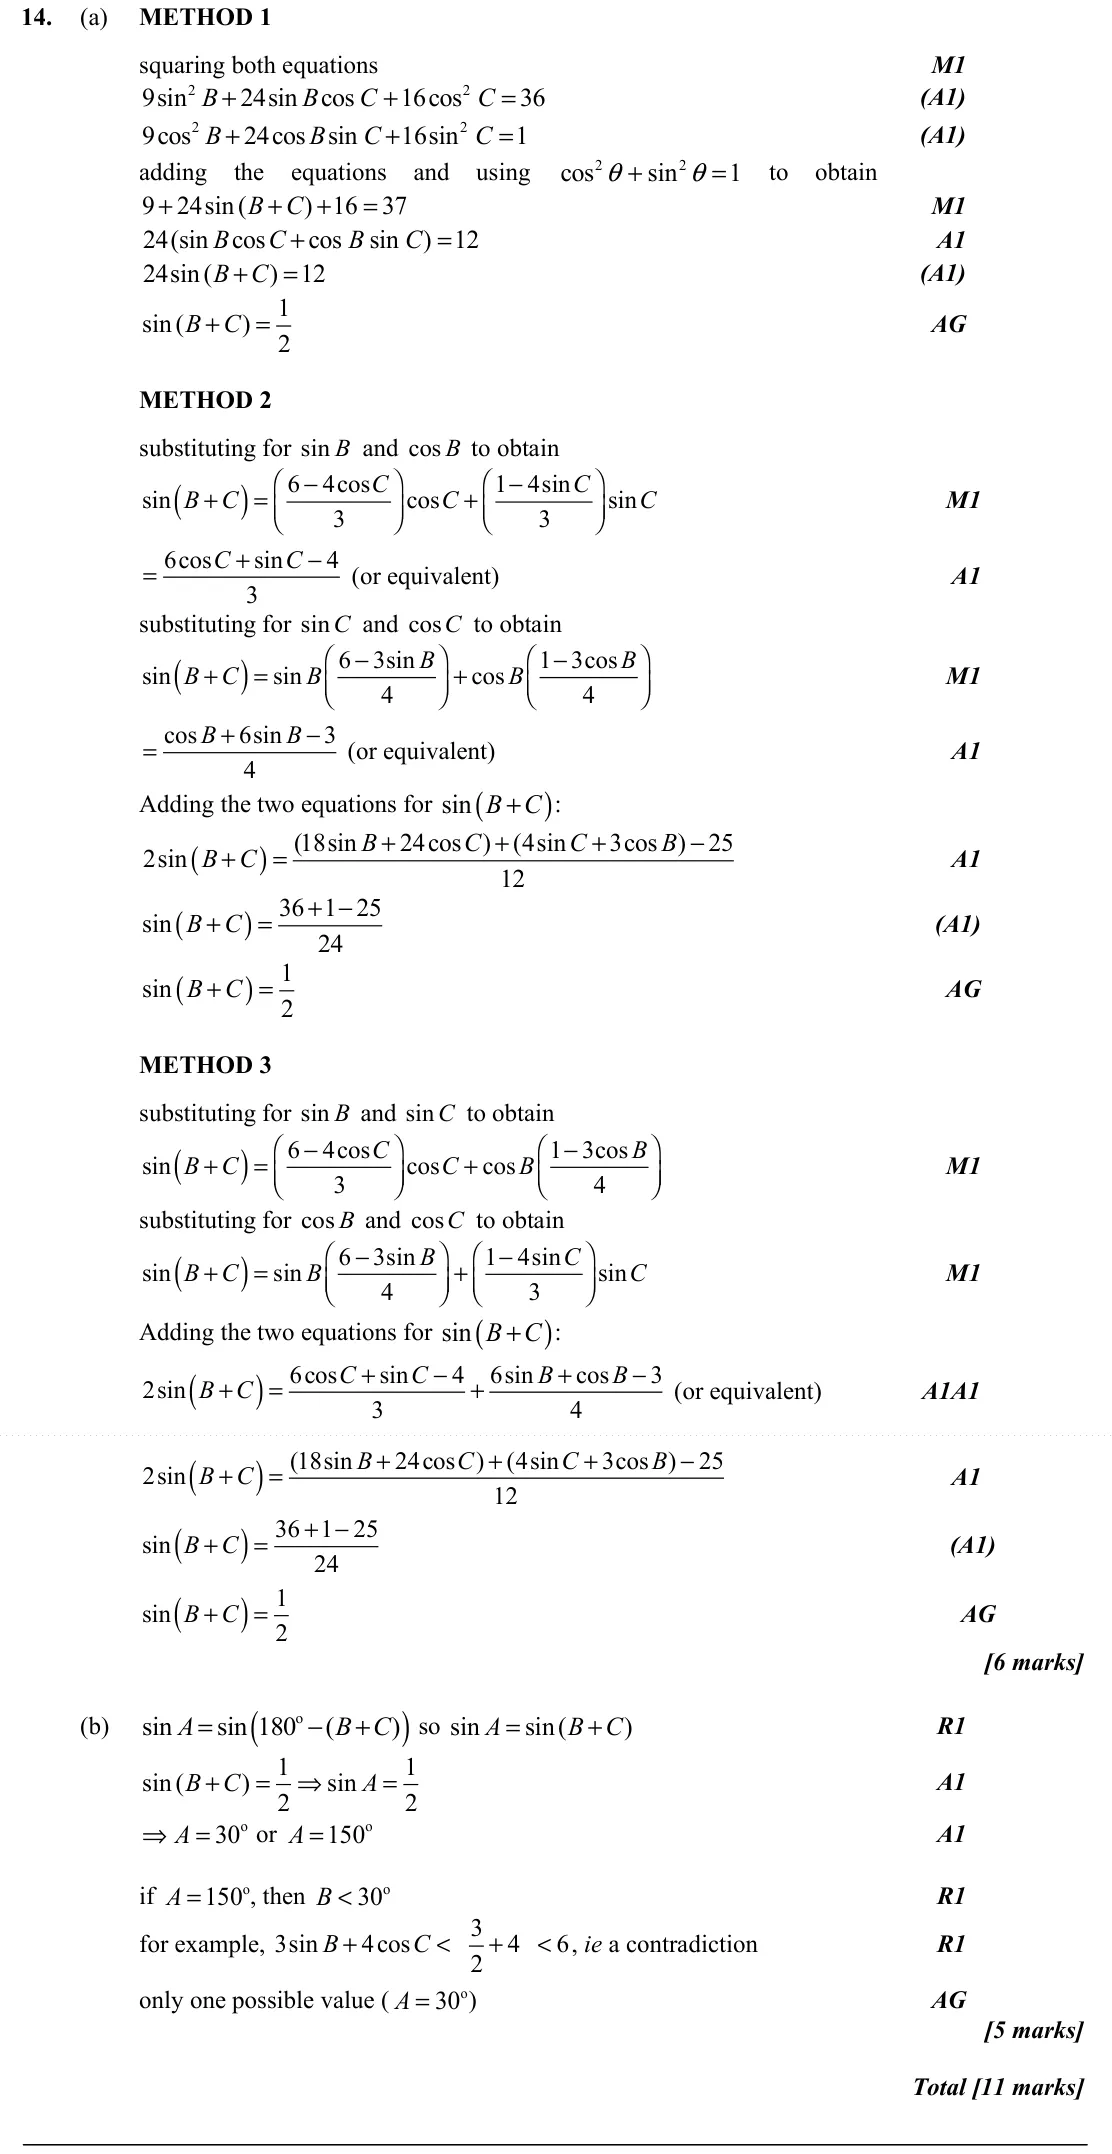 14. (a) METHOD 1
squaring both equations M1
9sin² B + 24sin B cos C + 16cos² C = 36 (A1)
9cos² B + 24cos B sin C + 16sin² C = 1 (A1)
adding the equations and using cos² θ + sin² θ = 1 to obtain
9 + 24sin (B + C) + 16 = 37 M1
24(sin B cos C + cos B sin C) = 12 A1
24sin (B + C) = 12 (A1)
sin (B + C) = 1/2 AG
METHOD 2
substituting for sin B and cos B to obtain
sin(B + C) = ((6 − 4cos C)/3)cos C + ((1 − 4sin C)/3)sin C M1
= (6cos C + sin C − 4)/3 (or equivalent) A1
substituting for sin C and cos C to obtain
sin(B + C) = sin B((6 − 3sin B)/4) + cos B((1 − 3cos B)/4) M1
= (cos B + 6sin B − 3)/4 (or equivalent) A1
Adding the two equations for sin(B + C):
2sin(B + C) = ((18sin B + 24cos C) + (4sin C + 3cos B) − 25)/12 A1
sin(B + C) = (36 + 1 − 25)/24 (A1)
sin(B + C) = 1/2 AG
METHOD 3
substituting for sin B and sin C to obtain
sin(B + C) = ((6 − 4cos C)/3)cos C + cos B((1 − 3cos B)/4) M1
substituting for cos B and cos C to obtain
sin(B + C) = sin B((6 − 3sin B)/4) + ((1 − 4sin C)/3)sin C M1
Adding the two equations for sin(B + C):
2sin(B + C) = (6cos C + sin C − 4)/3 + (6sin B + cos B − 3)/4 (or equivalent) A1A1
2sin(B + C) = ((18sin B + 24cos C) + (4sin C + 3cos B) − 25)/12 A1
sin(B + C) = (36 + 1 − 25)/24 (A1)
sin(B + C) = 1/2 AG
[6 marks]
(b) sin A = sin(180° − (B + C)) so sin A = sin (B + C) R1
sin (B + C) = 1/2 ⇒ sin A = 1/2 A1
⇒ A = 30° or A = 150° A1
if A = 150°, then B < 30° R1
for example, 3sin B + 4cos C < 3/2 + 4 < 6, ie a contradiction R1
only one possible value ( A = 30°) AG
[5 marks]
Total [11 marks]